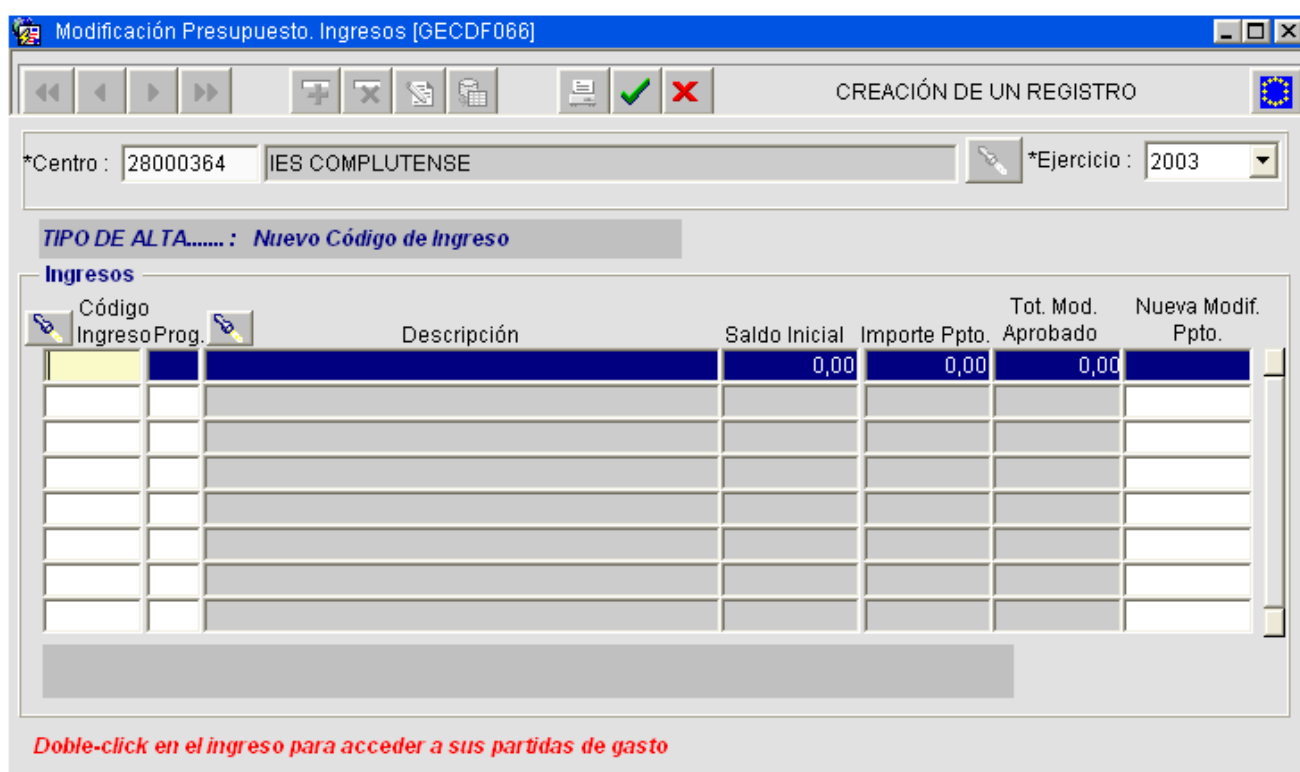 Modificación Presupuesto. Ingresos [GECDF066]
CREACIÓN DE UN REGISTRO
*Centro : 28000364 IES COMPLUTENSE *Ejercicio : 2003
TIPO DE ALTA....... : Nuevo Código de Ingreso
Ingresos
Código Tot. Mod. Nueva Modif.
Ingreso Prog. Descripción Saldo Inicial Importe Ppto. Aprobado Ppto.
0,00 0,00 0,00
Doble-click en el ingreso para acceder a sus partidas de gasto